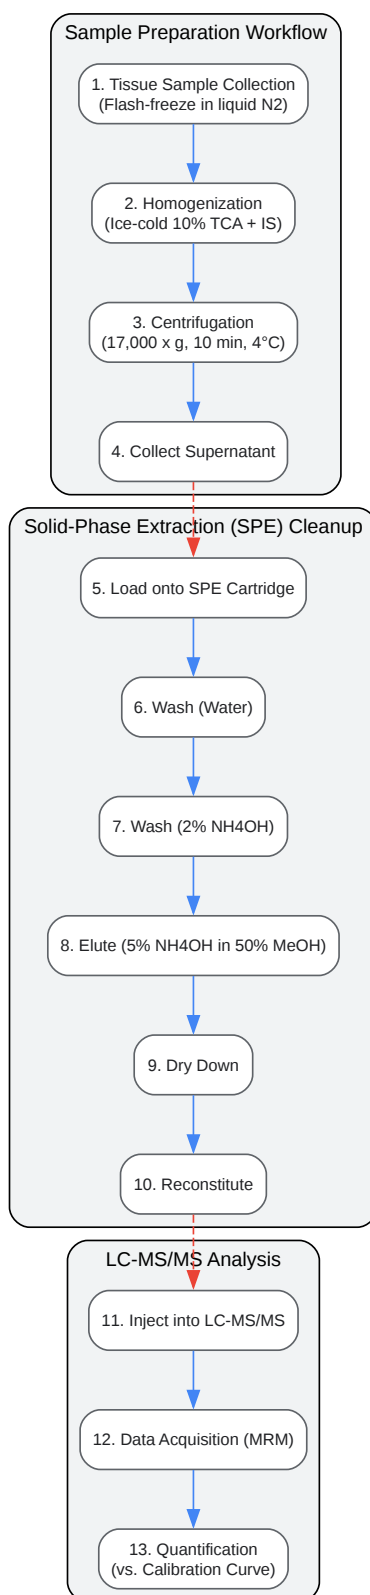 Sample Preparation Workflow
1. Tissue Sample Collection
(Flash-freeze in liquid N2)
2. Homogenization
(Ice-cold 10% TCA + IS)
3. Centrifugation
(17,000 x g, 10 min, 4°C)
4. Collect Supernatant
Solid-Phase Extraction (SPE) Cleanup
5. Load onto SPE Cartridge
6. Wash (Water)
7. Wash (2% NH4OH)
8. Elute (5% NH4OH in 50% MeOH)
9. Dry Down
10. Reconstitute
LC-MS/MS Analysis
11. Inject into LC-MS/MS
12. Data Acquisition (MRM)
13. Quantification
(vs. Calibration Curve)